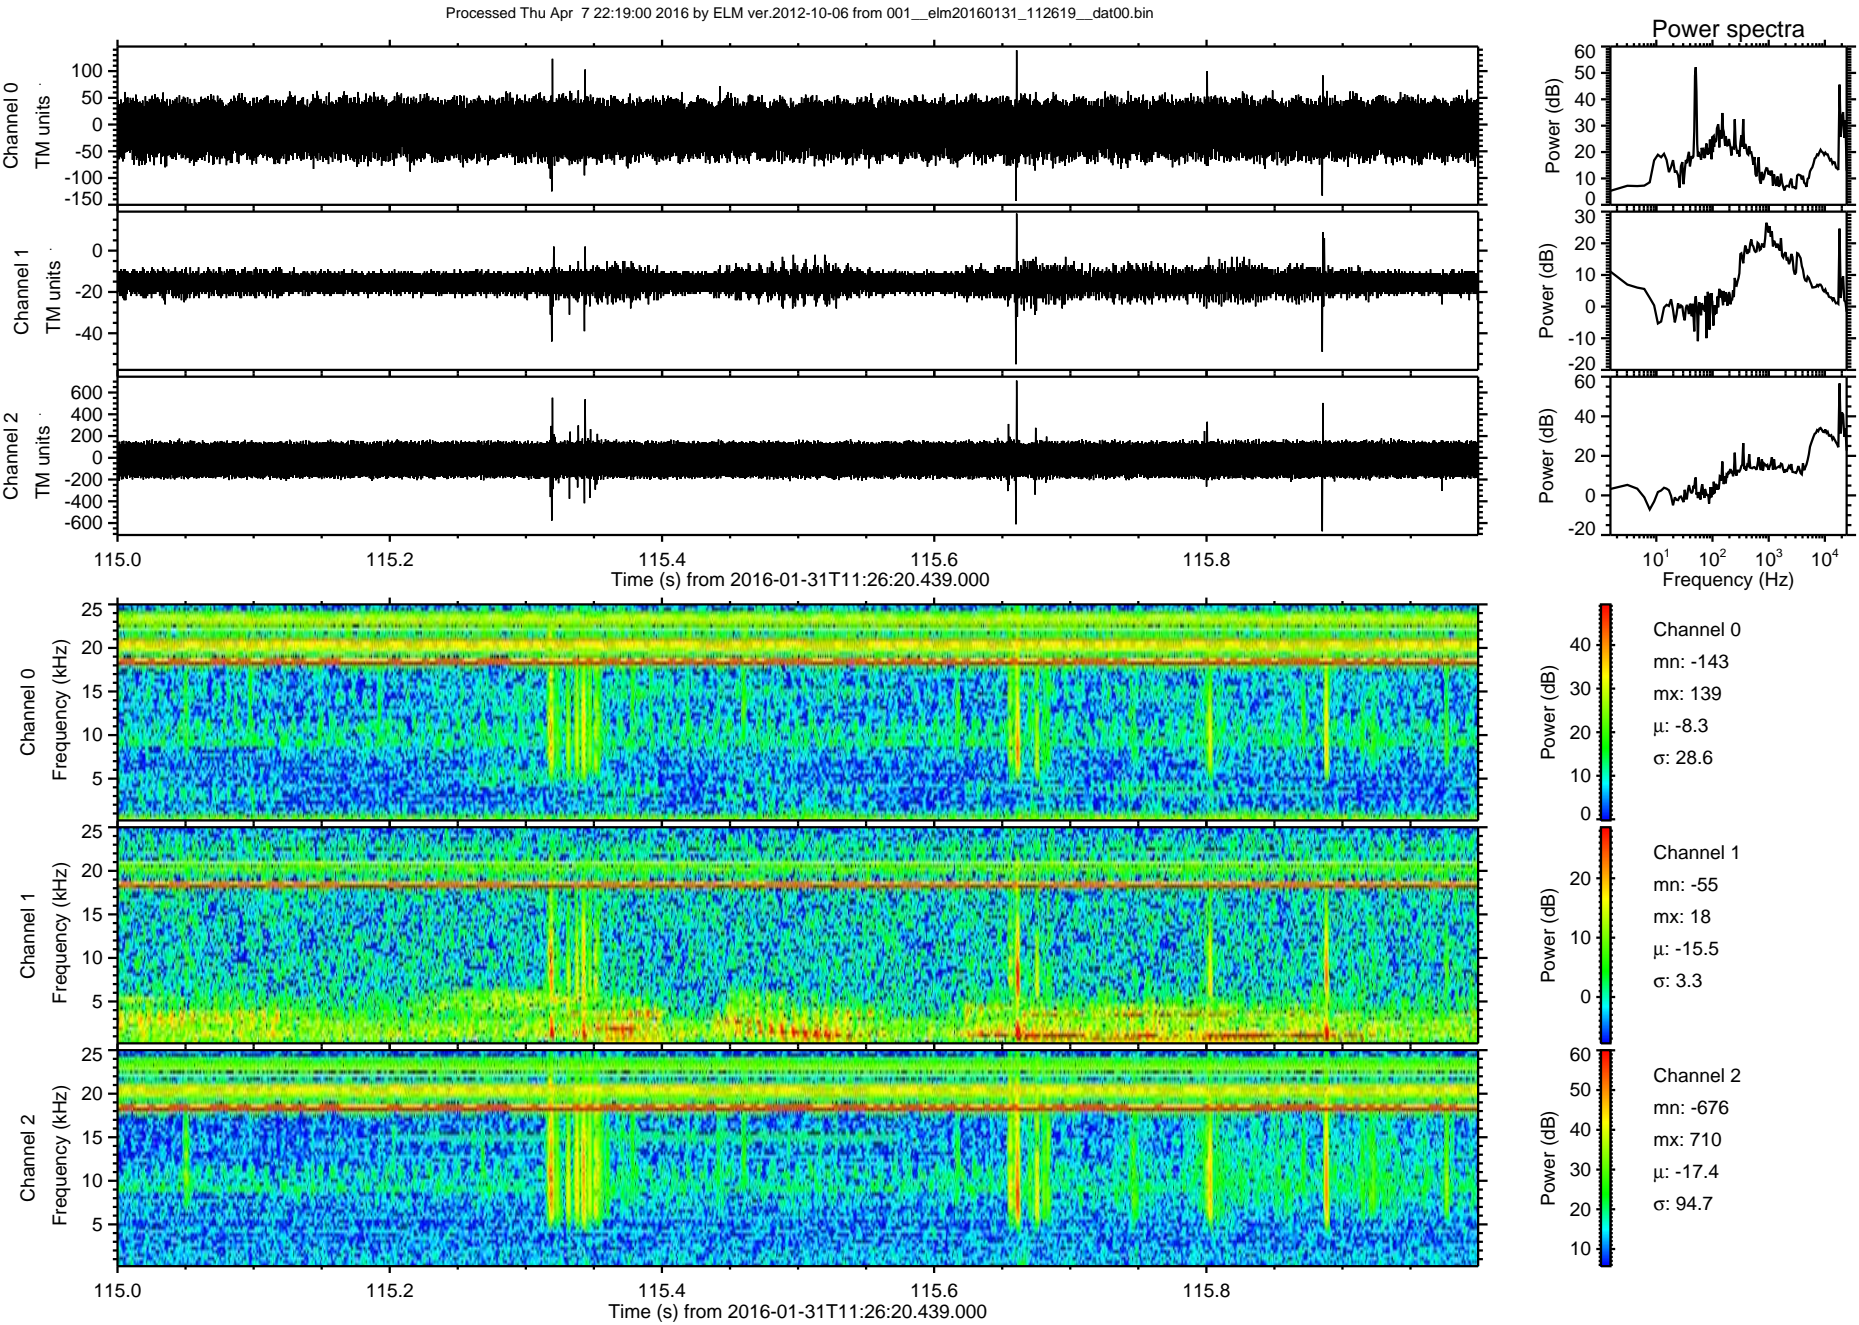 Processed Thu Apr  7 22:19:00 2016 by ELM ver.2012-10-06 from 001__elm20160131_112619__dat00.bin
Power spectra
Channel 0
TM units
100
50
0
-50
-100
-150
Power (dB)
60
50
40
30
20
10
0
Channel 1
TM units
0
-20
-40
Power (dB)
30
20
10
0
-10
-20
Channel 2
TM units
600
400
200
0
-200
-400
-600
Power (dB)
60
40
20
0
-20
115.0 115.2 115.4 115.6 115.8
Time (s) from 2016-01-31T11:26:20.439.000
10¹ 10² 10³ 10⁴
Frequency (Hz)
Channel 0
Frequency (kHz)
25
20
15
10
5
Power (dB)
40
30
20
10
0
Channel 0
mn: -143
mx: 139
μ: -8.3
σ: 28.6
Channel 1
Frequency (kHz)
25
20
15
10
5
Power (dB)
20
10
0
Channel 1
mn: -55
mx: 18
μ: -15.5
σ: 3.3
Channel 2
Frequency (kHz)
25
20
15
10
5
Power (dB)
60
50
40
30
20
10
Channel 2
mn: -676
mx: 710
μ: -17.4
σ: 94.7
115.0 115.2 115.4 115.6 115.8
Time (s) from 2016-01-31T11:26:20.439.000